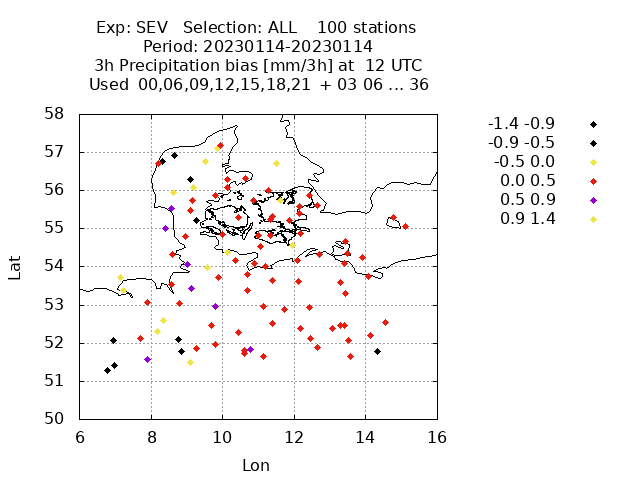 Exp: SEV   Selection: ALL    100 stations
Period: 20230114-20230114
3h Precipitation bias [mm/3h] at  12 UTC
Used  00,06,09,12,15,18,21  + 03 06 ... 36
-1.4 -0.9
-0.9 -0.5
-0.5 0.0
0.0 0.5
0.5 0.9
0.9 1.4
58
57
56
55
54
53
52
51
50
Lat
6 8 10 12 14 16
Lon